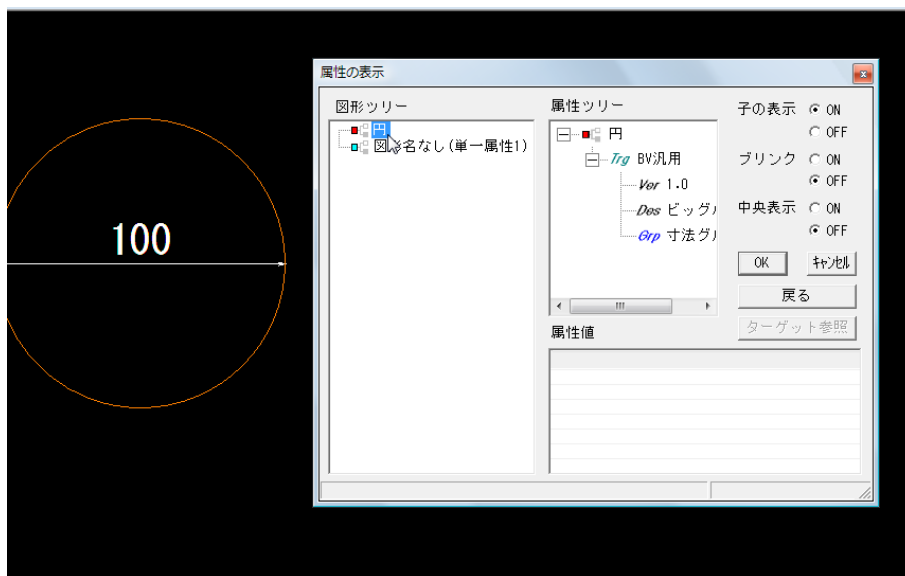 属性の表示
図形ツリー
円
図 名なし(単一属性1)
100
属性ツリー
円
Trg BV汎用
Ver 1.0
Des ビッグ
Grp 寸法グ
属性値
子の表示 ON
OFF
ブリンク ON
OFF
中央表示 ON
OFF
OK キャンセル
戻る
ターゲット参照